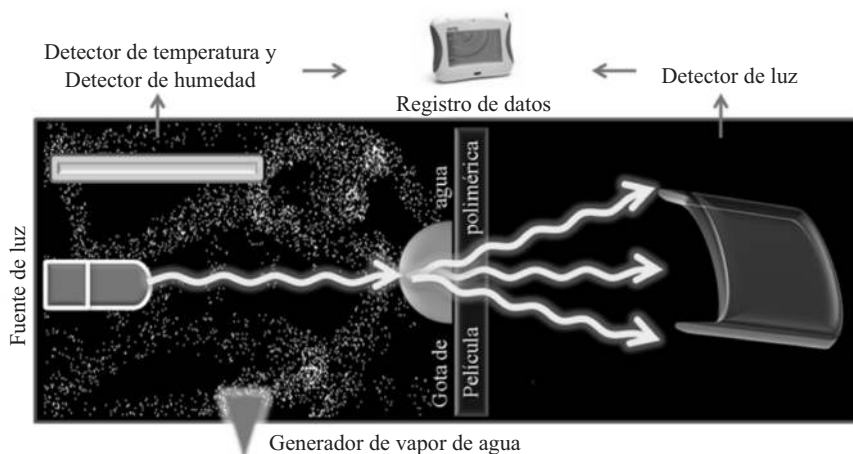 Detector de temperatura y
Detector de humedad
Registro de datos
Detector de luz
Fuente de luz
Gota de agua
Película polimérica
Generador de vapor de agua